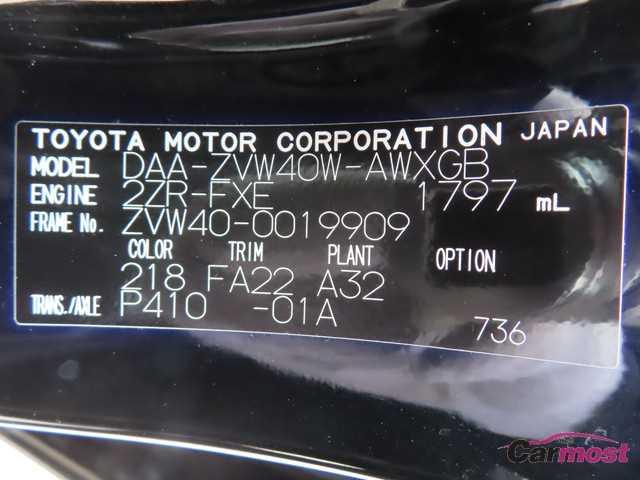 TOYOTA MOTOR CORPORATION JAPAN
MODEL DAA-ZVW40W-AWXGB
ENGINE 2ZR-FXE 1797 mL
FRAME No. ZVW40-0019909
COLOR TRIM PLANT OPTION
218 FA22 A32
TRANS./AXLE P410 -01A
736
Carmost